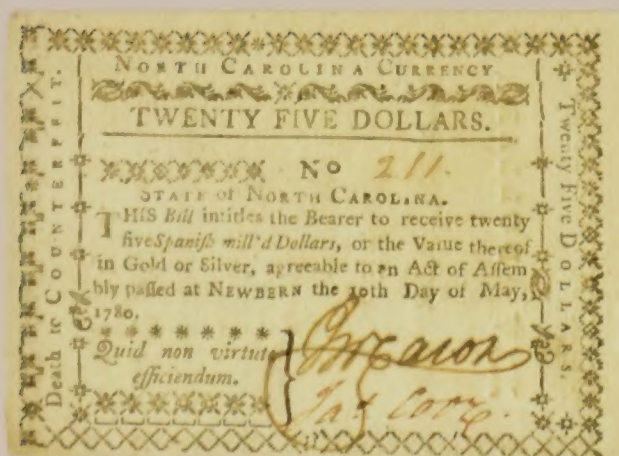 NORTH CAROLINA CURRENCY
TWENTY FIVE DOLLARS.
No 211.
STATE of NORTH CAROLINA.
THIS Bill intitles the Bearer to receive twenty
five Spanish mill'd Dollars, or the Value thereof
in Gold or Silver, agreeable to an Act of Assem
bly passed at NEWBERN the 10th Day of May,
1780.
Quid non virtute
efficiendum.
Death to COUNTERFEIT.
Twenty Five DOLLARS.